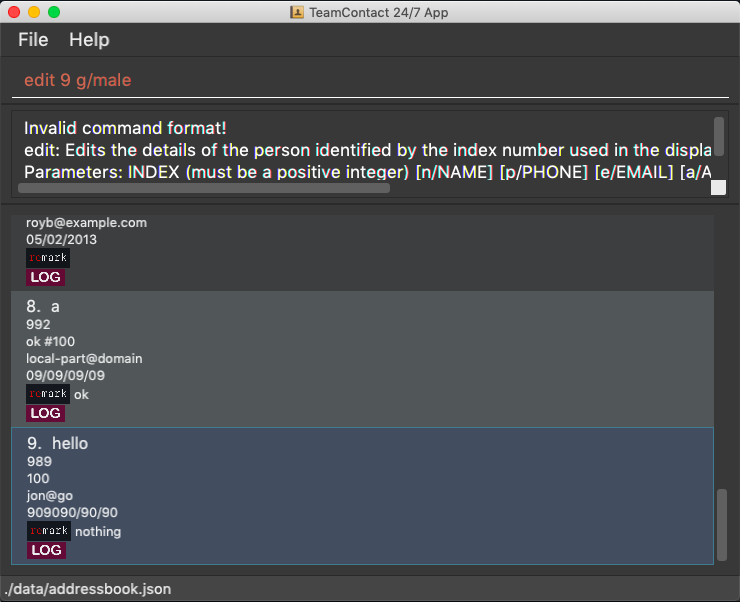 TeamContact 24/7 App
File Help
edit 9 g/male
Invalid command format!
edit: Edits the details of the person identified by the index number used in the displa
Parameters: INDEX (must be a positive integer) [n/NAME] [p/PHONE] [e/EMAIL] [a/A
royb@example.com
05/02/2013
remark
LOG
8. a
992
ok #100
local-part@domain
09/09/09/09
remark ok
LOG
9. hello
989
100
jon@go
909090/90/90
remark nothing
LOG
./data/addressbook.json